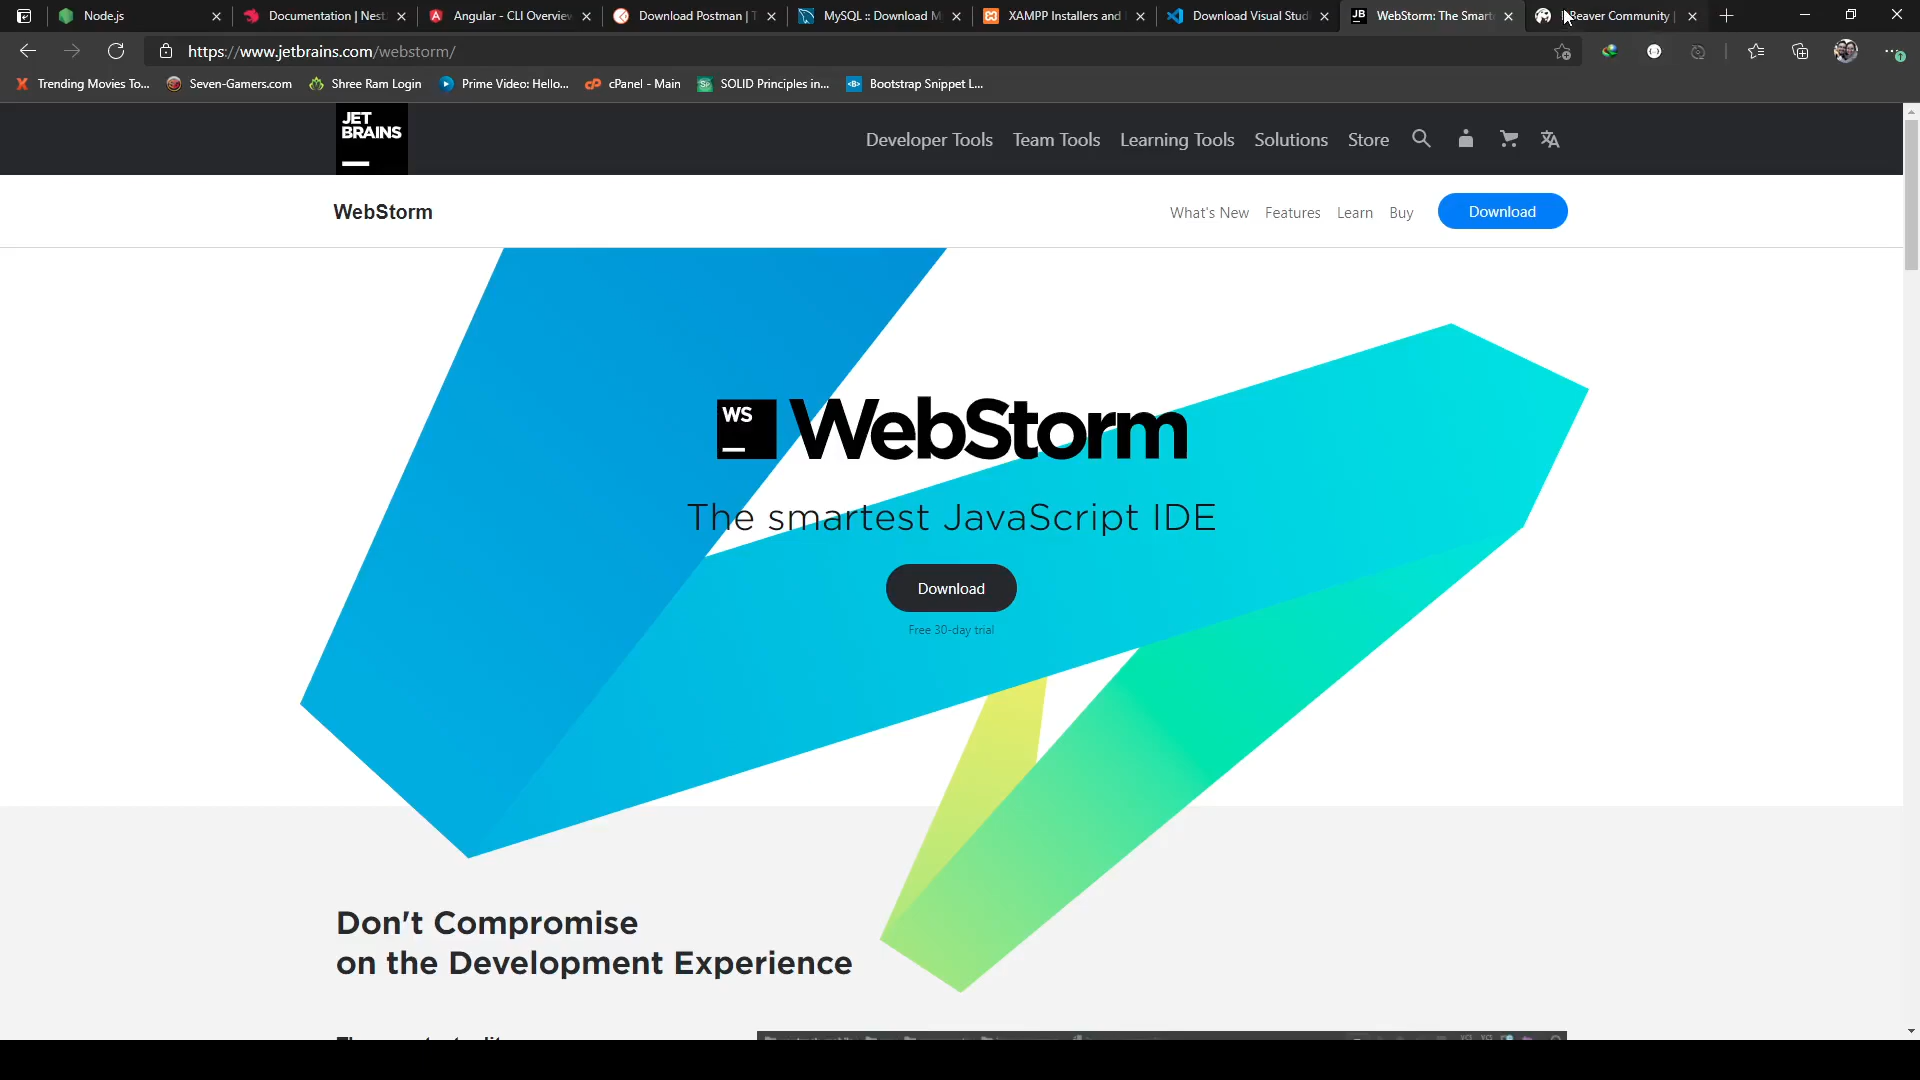 Node.js
Documentation | Nest
Angular - CLI Overview
Download Postman | T
MySQL :: Download M
XAMPP Installers and
Download Visual Stud
JB
WebStorm: The Smart
Beaver Community |
https://www.jetbrains.com/webstorm/
Trending Movies To...
Seven-Gamers.com
Shree Ram Login
Prime Video: Hello...
cPanel - Main
SOLID Principles in...
Bootstrap Snippet L...
JET
BRAINS
Developer Tools
Team Tools
Learning Tools
Solutions
Store
WebStorm
What's New
Features
Learn
Buy
Download
WS
WebStorm
The smartest JavaScript IDE
Download
Free 30-day trial
Don't Compromise
on the Development Experience